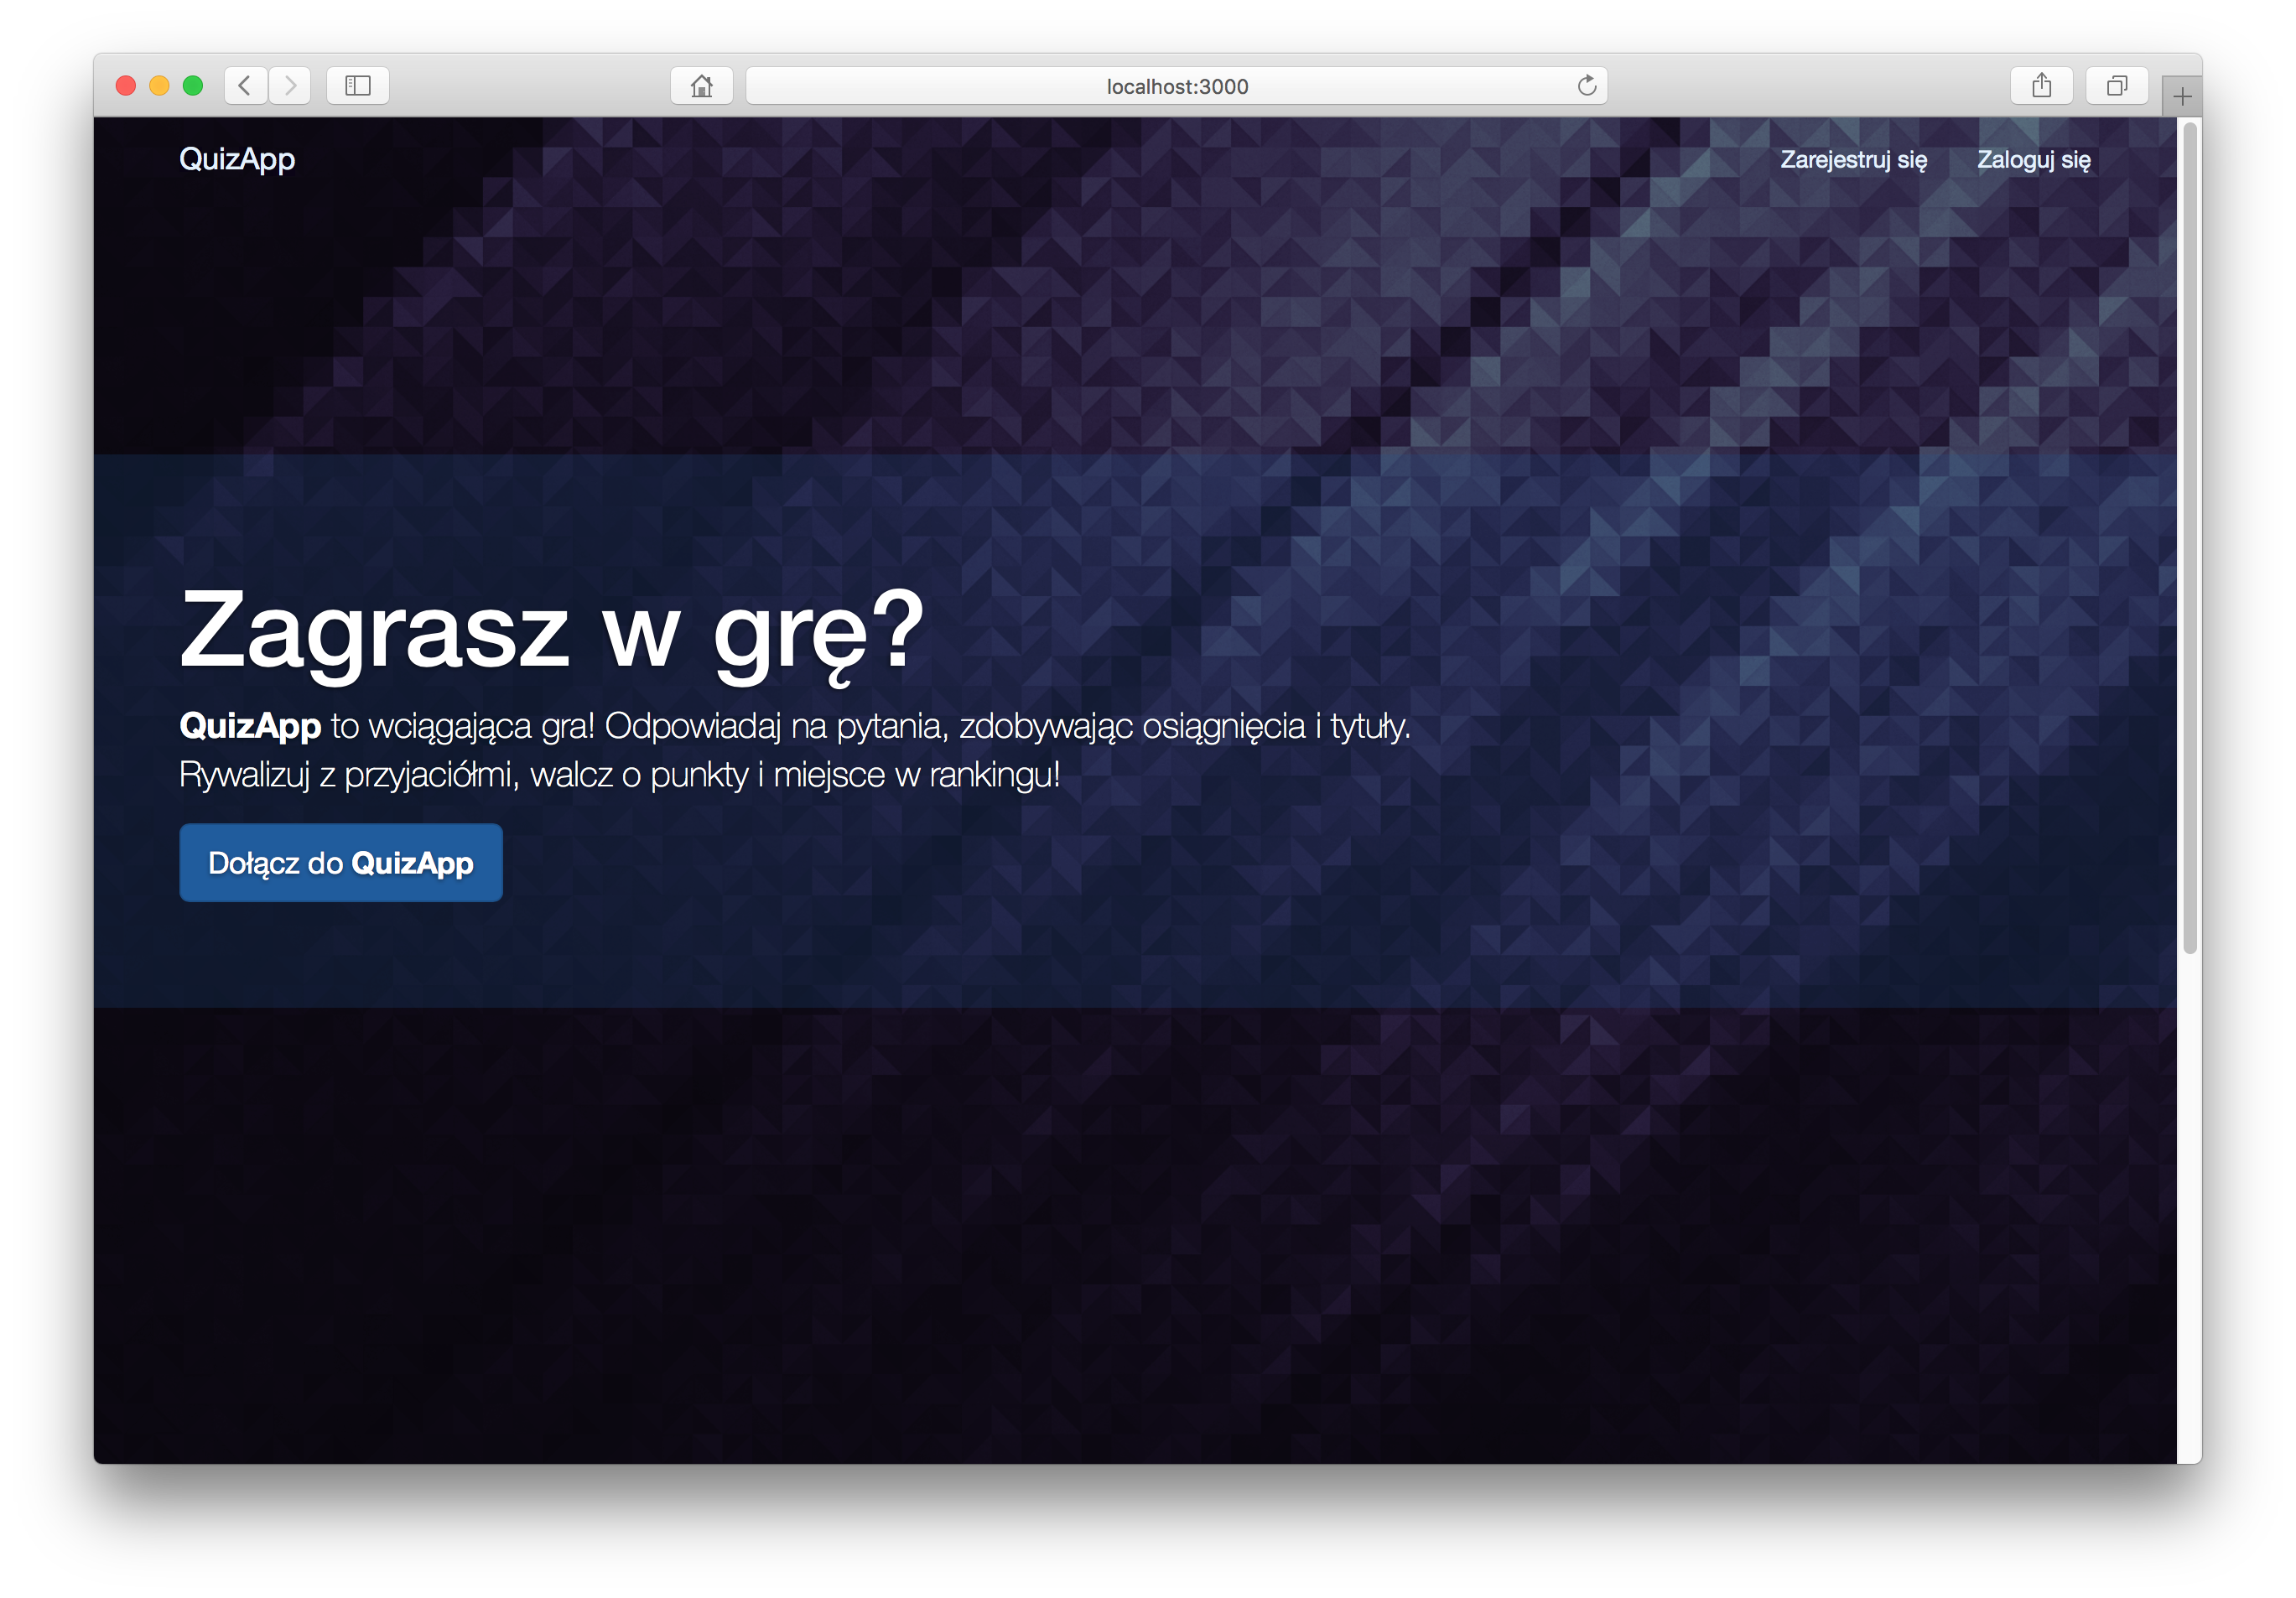 localhost:3000
QuizApp
Zarejestruj się
Zaloguj się
Zagrasz w grę?
QuizApp to wciągająca gra! Odpowiadaj na pytania, zdobywając osiągnięcia i tytuły.
Rywalizuj z przyjaciółmi, walcz o punkty i miejsce w rankingu!
Dołącz do QuizApp